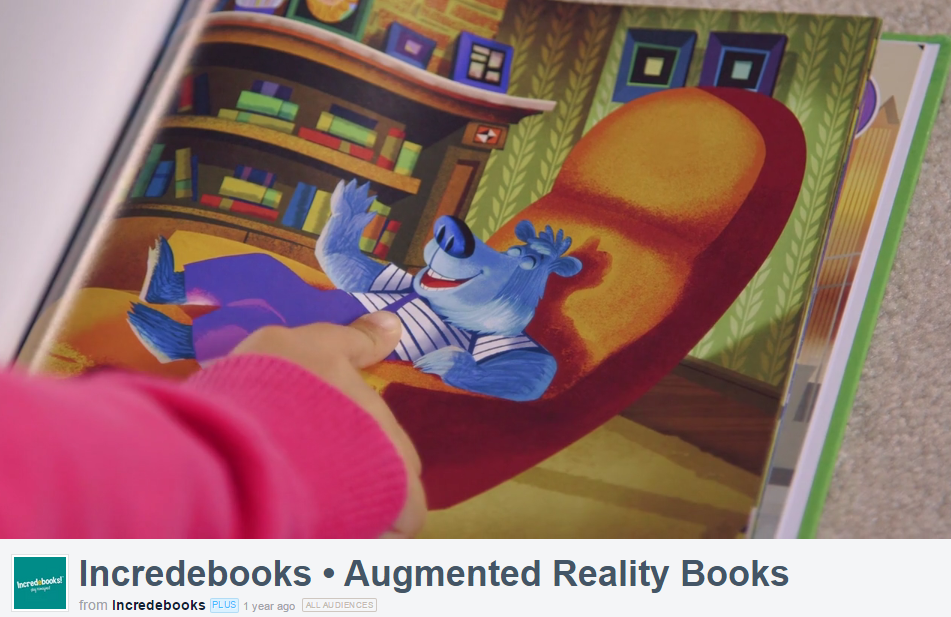 Incredebooks!
Incredebooks • Augmented Reality Books
from Incredebooks PLUS 1 year ago ALL AUDIENCES